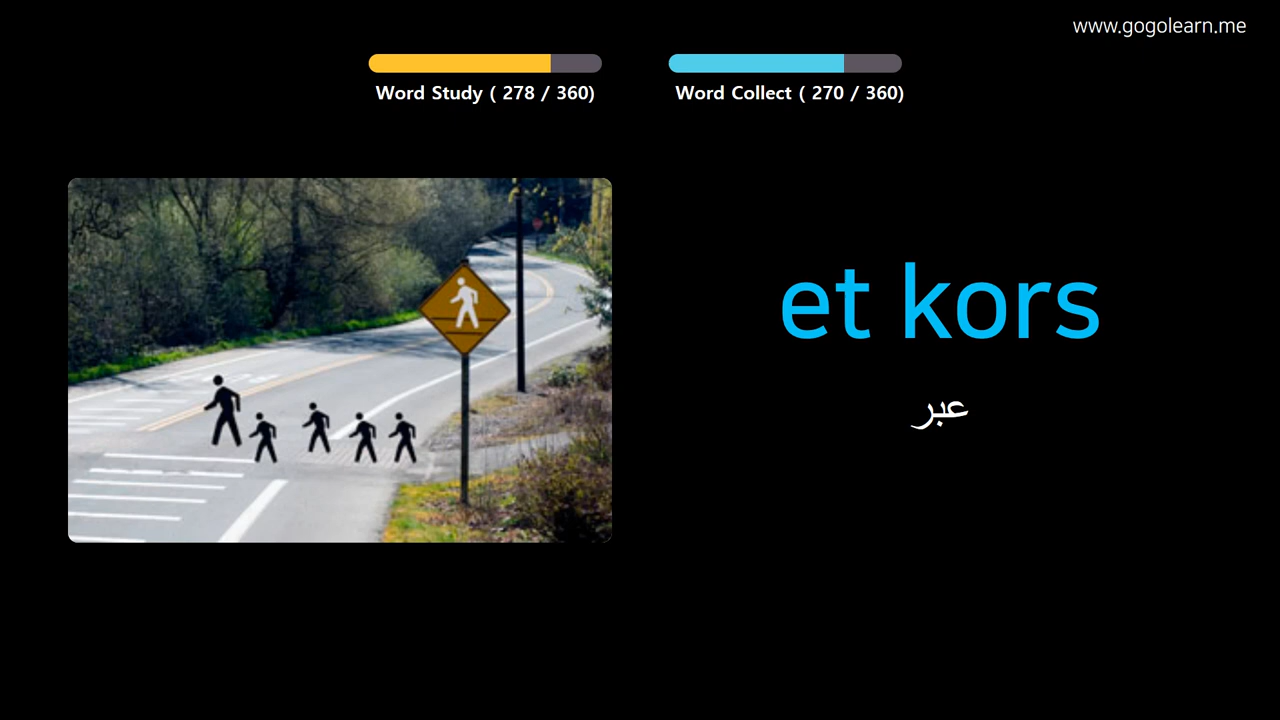 www.gogolearn.me
Word Study ( 278 / 360)
Word Collect ( 270 / 360)
et kors
عبر